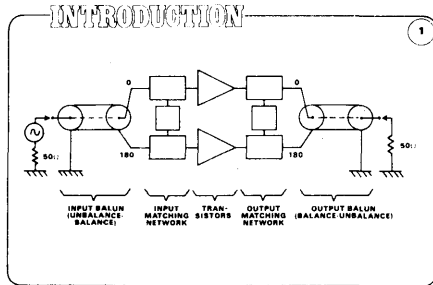 INTRODUCTION
1
0
0
180
180
50Ω
50Ω
INPUT BALUN
(UNBALANCE-
BALANCE)
INPUT
MATCHING
NETWORK
TRAN-
SISTORS
OUTPUT
MATCHING
NETWORK
OUTPUT BALUN
(BALANCE-UNBALANCE)